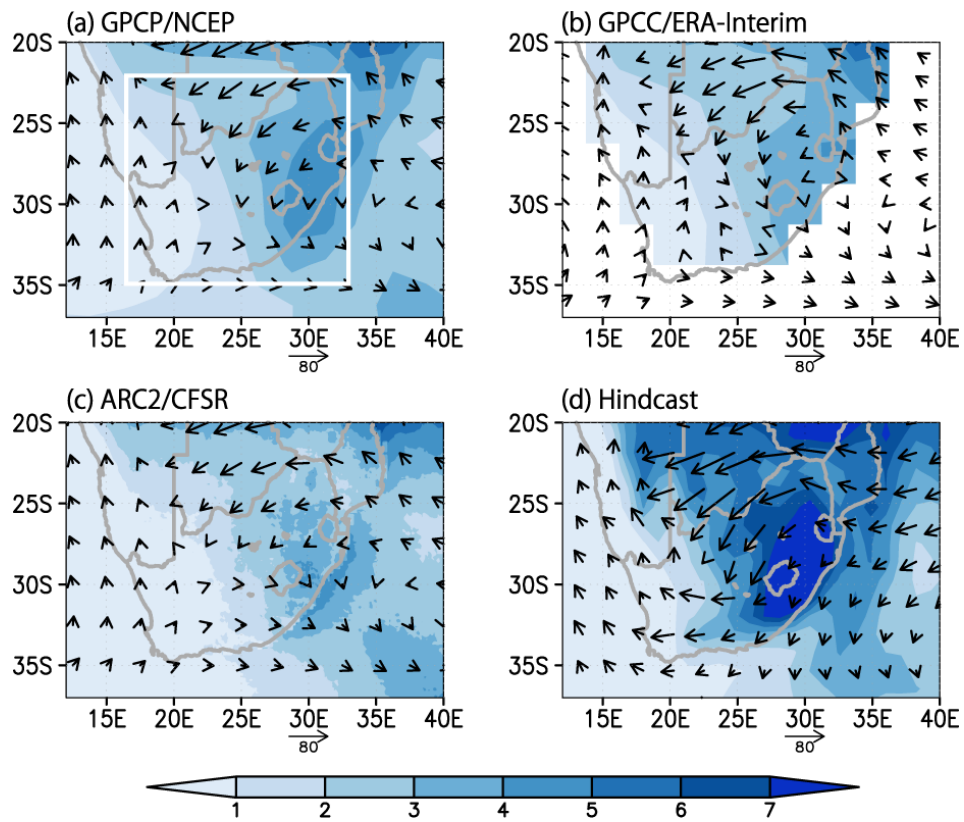 (a) GPCP/NCEP
(b) GPCC/ERA-Interim
20S
25S
30S
35S
15E 20E 25E 30E 35E 40E
80
20S
25S
30S
35S
15E 20E 25E 30E 35E 40E
80
(c) ARC2/CFSR
(d) Hindcast
20S
25S
30S
35S
15E 20E 25E 30E 35E 40E
80
20S
25S
30S
35S
15E 20E 25E 30E 35E 40E
80
1 2 3 4 5 6 7